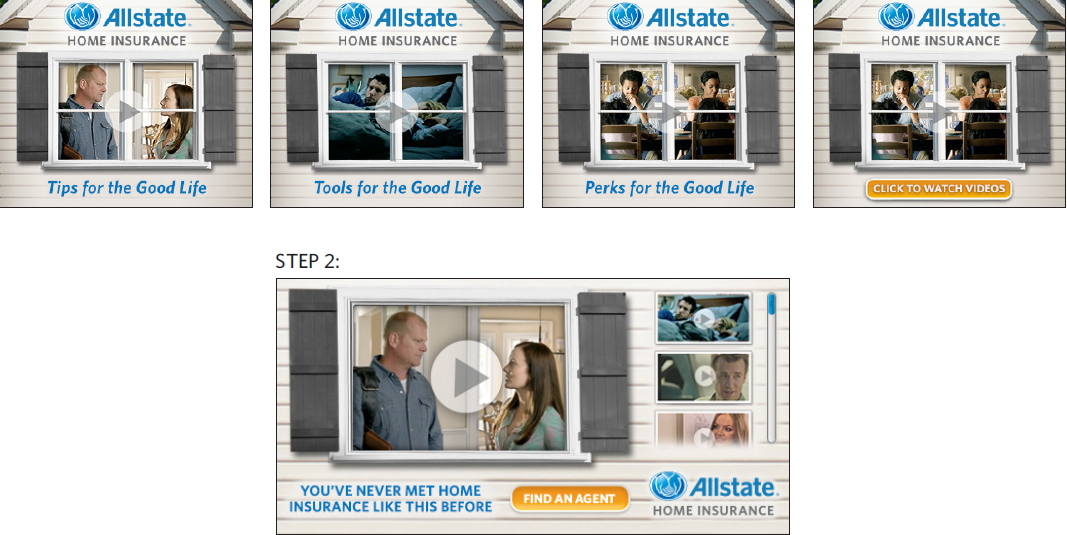 Allstate®
HOME INSURANCE
Tips for the Good Life
Allstate®
HOME INSURANCE
Tools for the Good Life
Allstate®
HOME INSURANCE
Perks for the Good Life
Allstate®
HOME INSURANCE
CLICK TO WATCH VIDEOS
STEP 2:
YOU'VE NEVER MET HOME
INSURANCE LIKE THIS BEFORE
FIND AN AGENT
Allstate®
HOME INSURANCE